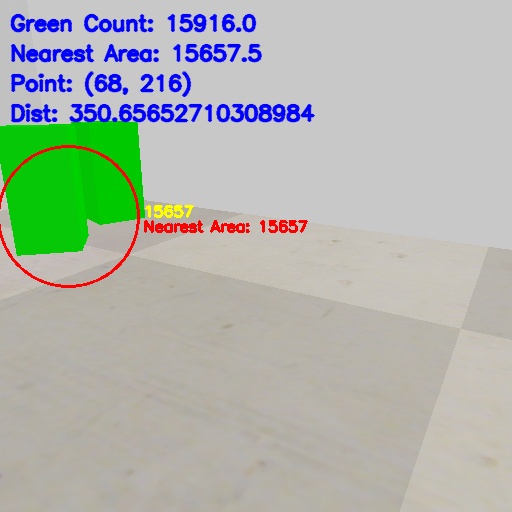 Green Count: 15916.0
Nearest Area: 15657.5
Point: (68, 216)
Dist: 350.65652710308984
15657
Nearest Area: 15657